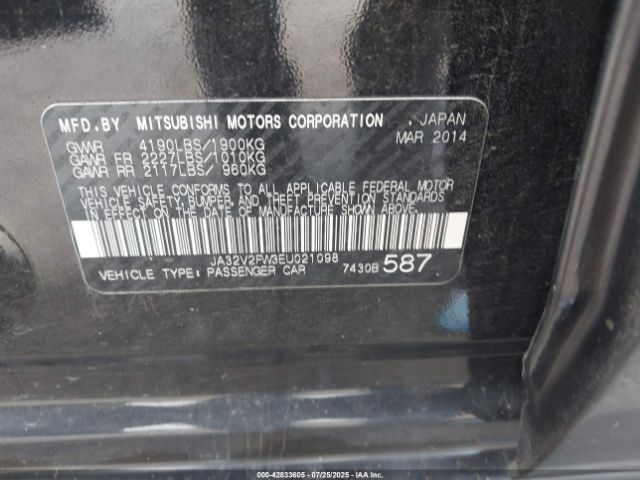 MFD.BY MITSUBISHI MOTORS CORPORATION, JAPAN
MAR 2014
GVWR 4190LBS/1900KG
GAWR FR 2227LBS/1010KG
GAWR RR 2117LBS/ 960KG
THIS VEHICLE CONFORMS TO ALL APPLICABLE FEDERAL MOTOR
VEHICLE SAFETY, BUMPER, AND THEFT PREVENTION STANDARDS
IN EFFECT ON THE DATE OF MANUFACTURE SHOWN ABOVE.
JA32V2FW3EU021098
VEHICLE TYPE: PASSENGER CAR 7430B 587
000-42833605 - 07/25/2025 - IAA Inc.